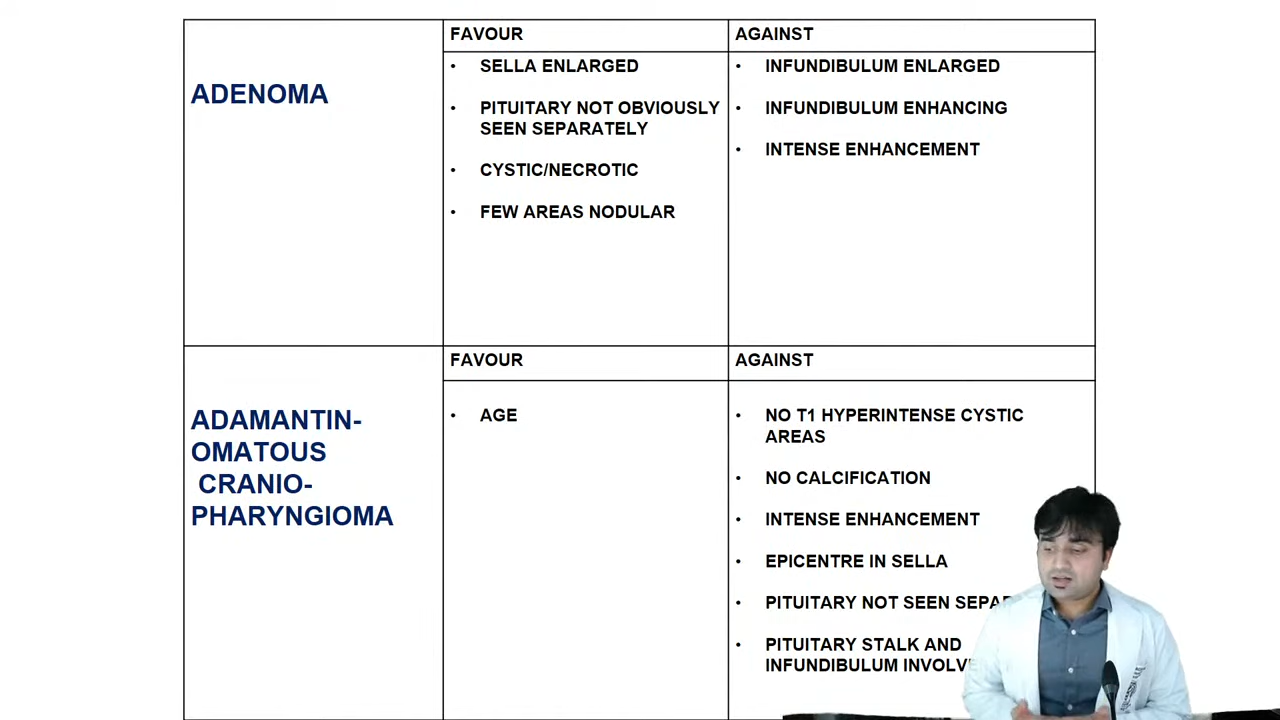 FAVOUR
AGAINST
ADENOMA
• SELLA ENLARGED
• PITUITARY NOT OBVIOUSLY
SEEN SEPARATELY
• CYSTIC/NECROTIC
• FEW AREAS NODULAR
• INFUNDIBULUM ENLARGED
• INFUNDIBULUM ENHANCING
• INTENSE ENHANCEMENT
FAVOUR
AGAINST
ADAMANTIN-
OMATOUS
CRANIO-
PHARYNGIOMA
• AGE
• NO T1 HYPERINTENSE CYSTIC
AREAS
• NO CALCIFICATION
• INTENSE ENHANCEMENT
• EPICENTRE IN SELLA
• PITUITARY NOT SEEN
• PITUITARY STALK AND
INFUNDIBULUM